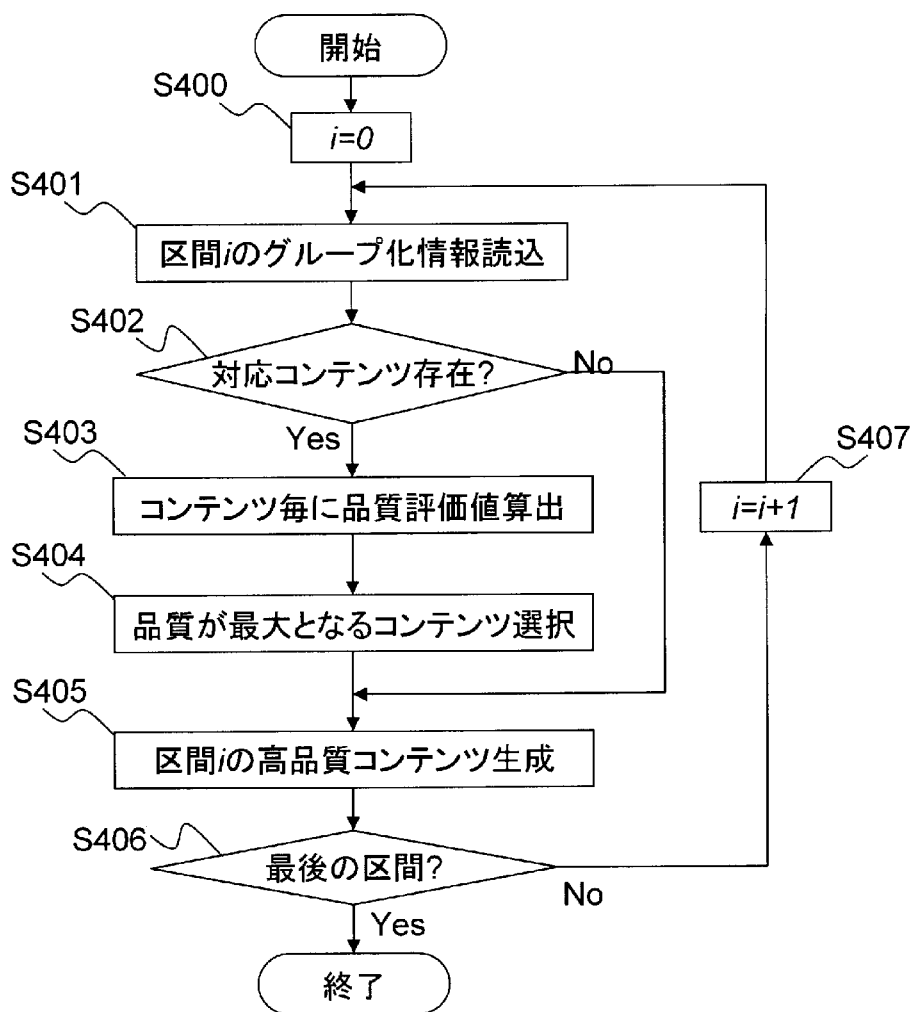 開始
S400
i=0
S401
区間iのグループ化情報読込
S402
対応コンテンツ存在?
No
Yes
S403
コンテンツ毎に品質評価値算出
S407
i=i+1
S404
品質が最大となるコンテンツ選択
S405
区間iの高品質コンテンツ生成
S406
最後の区間?
No
Yes
終了